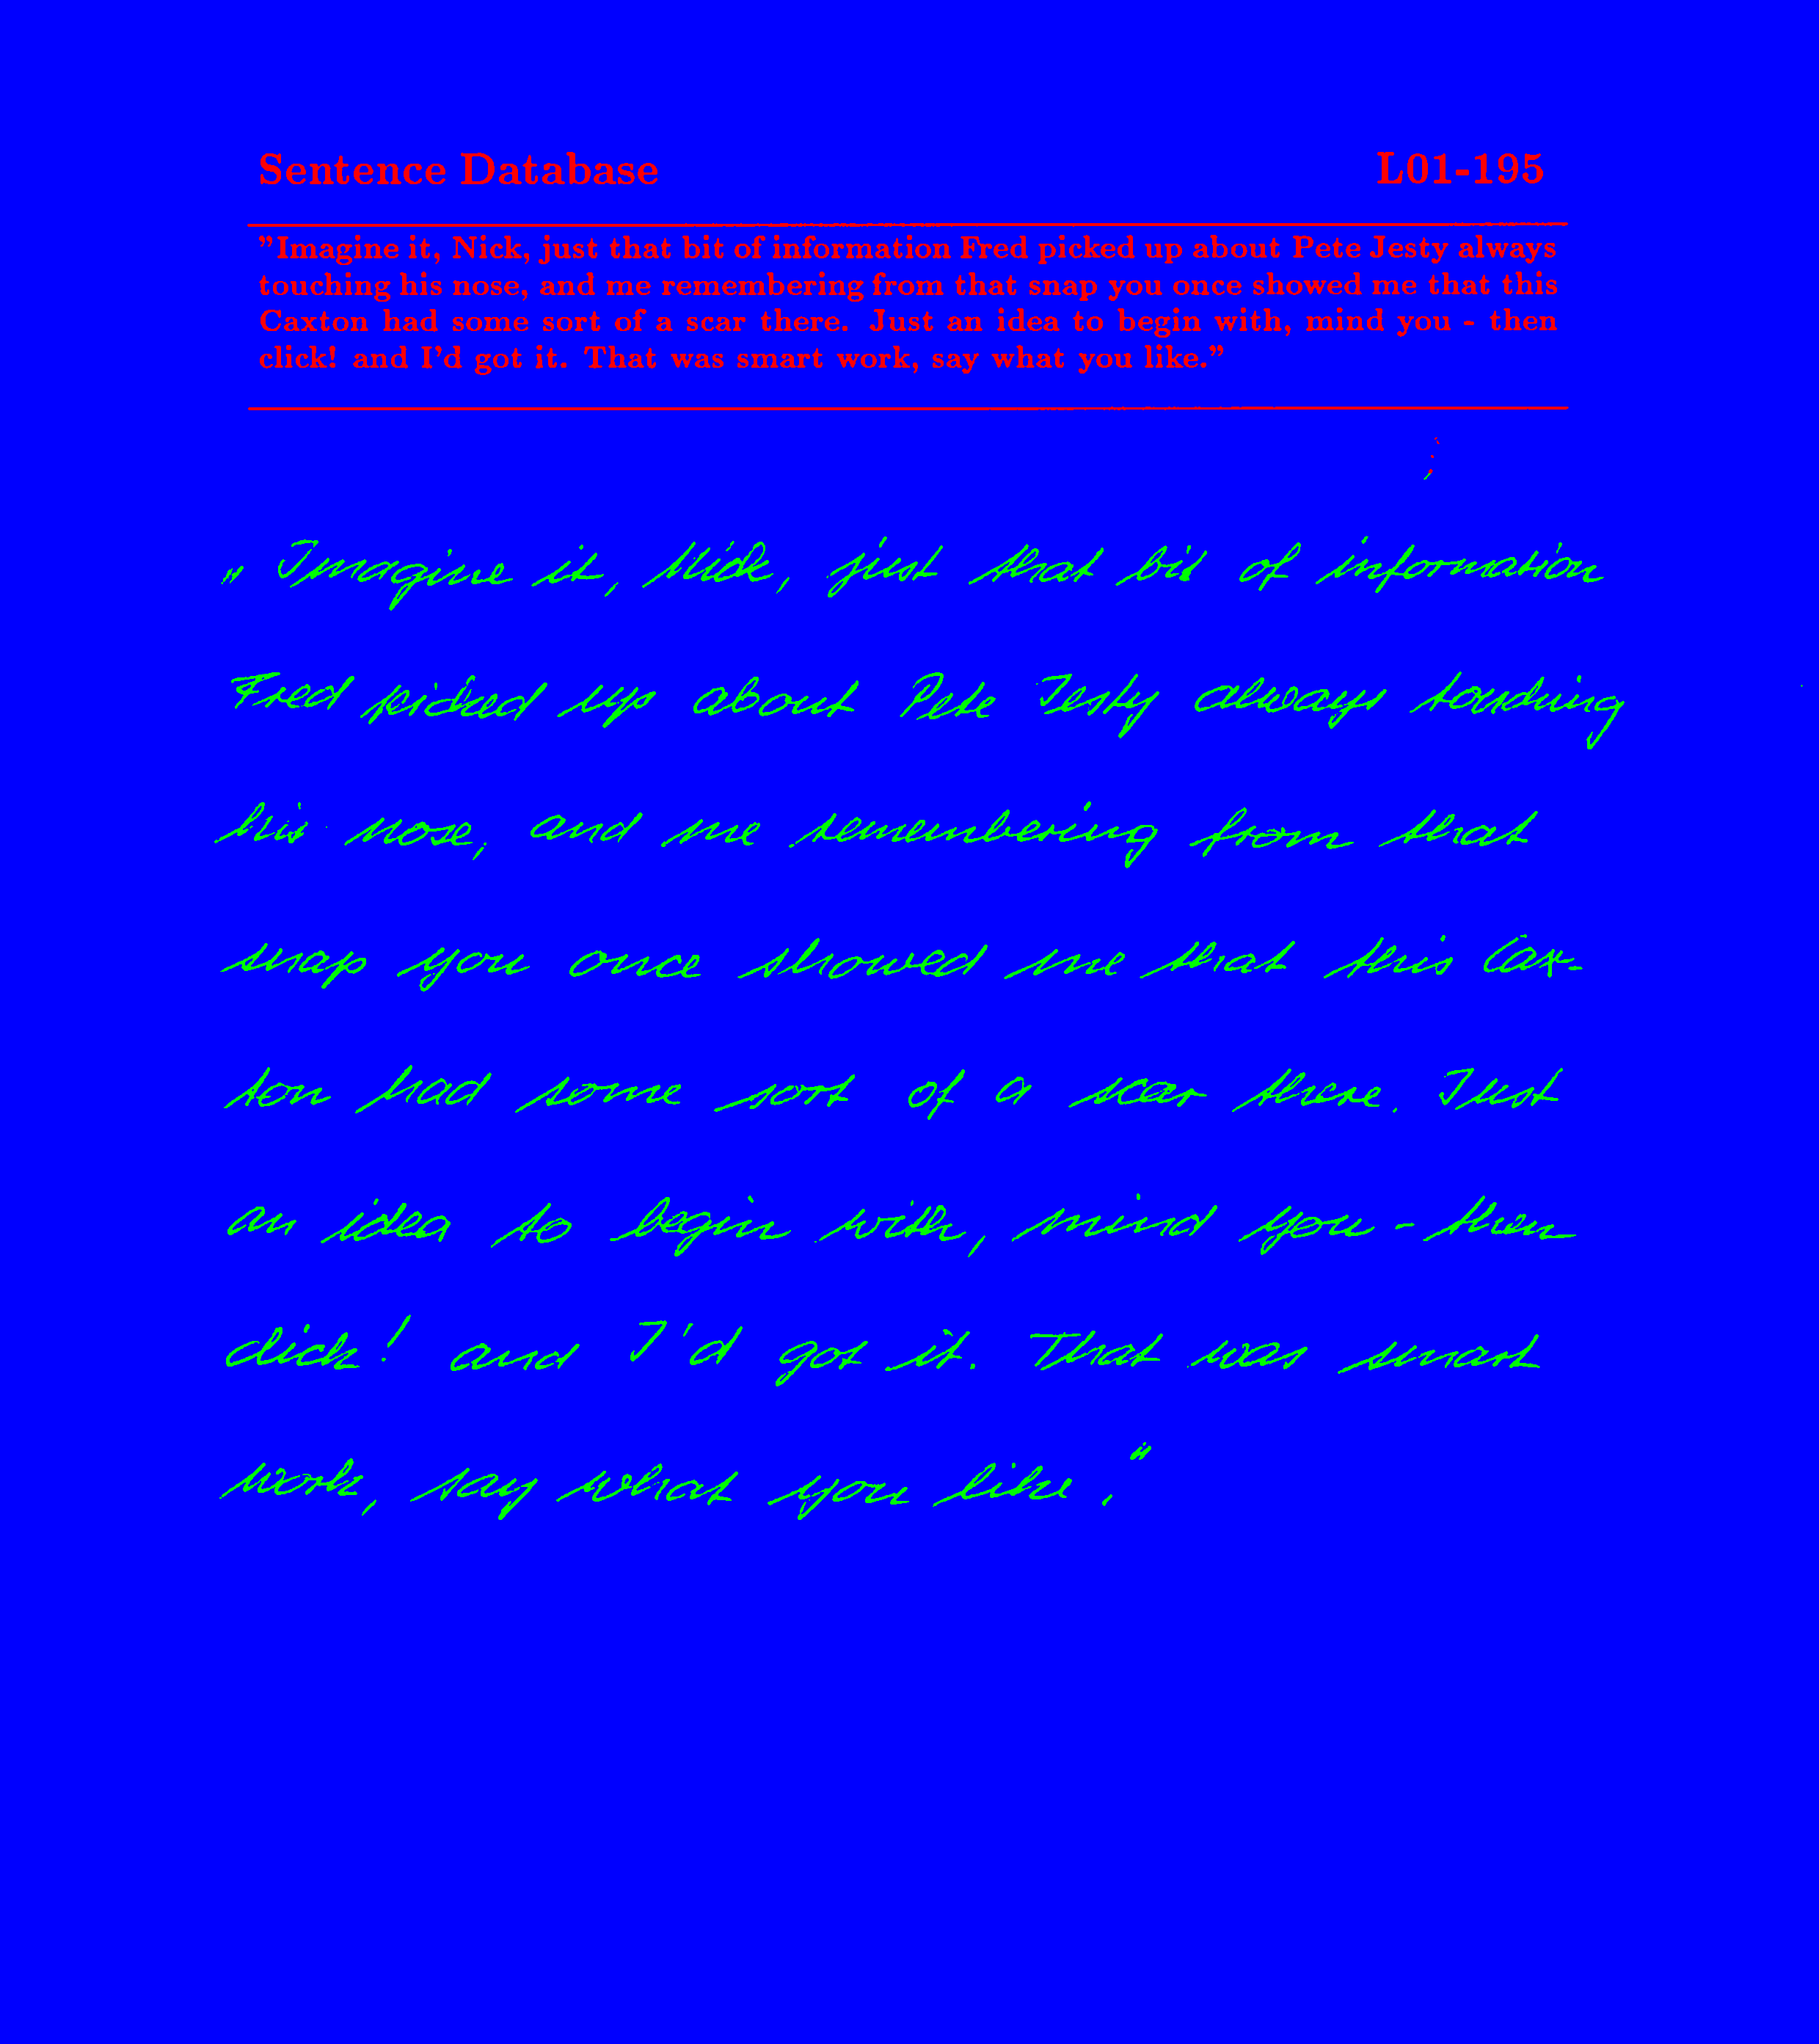 Sentence Database L01-195
"Imagine it, Nick, just that bit of information Fred picked up about Pete Jesty always
touching his nose, and me remembering from that snap you once showed me that this
Caxton had some sort of a scar there. Just an idea to begin with, mind you - then
click! and I'd got it. That was smart work, say what you like."
„Imagine it, Nick, just that bit of information
Fred picked up about Pete Jesty always touching
his nose, and me remembering from that
snap you once showed me that this Cax-
ton had some sort of a scar there. Just
an idea to begin with, mind you - then
click! and I'd got it. That was smart
work, say what you like."